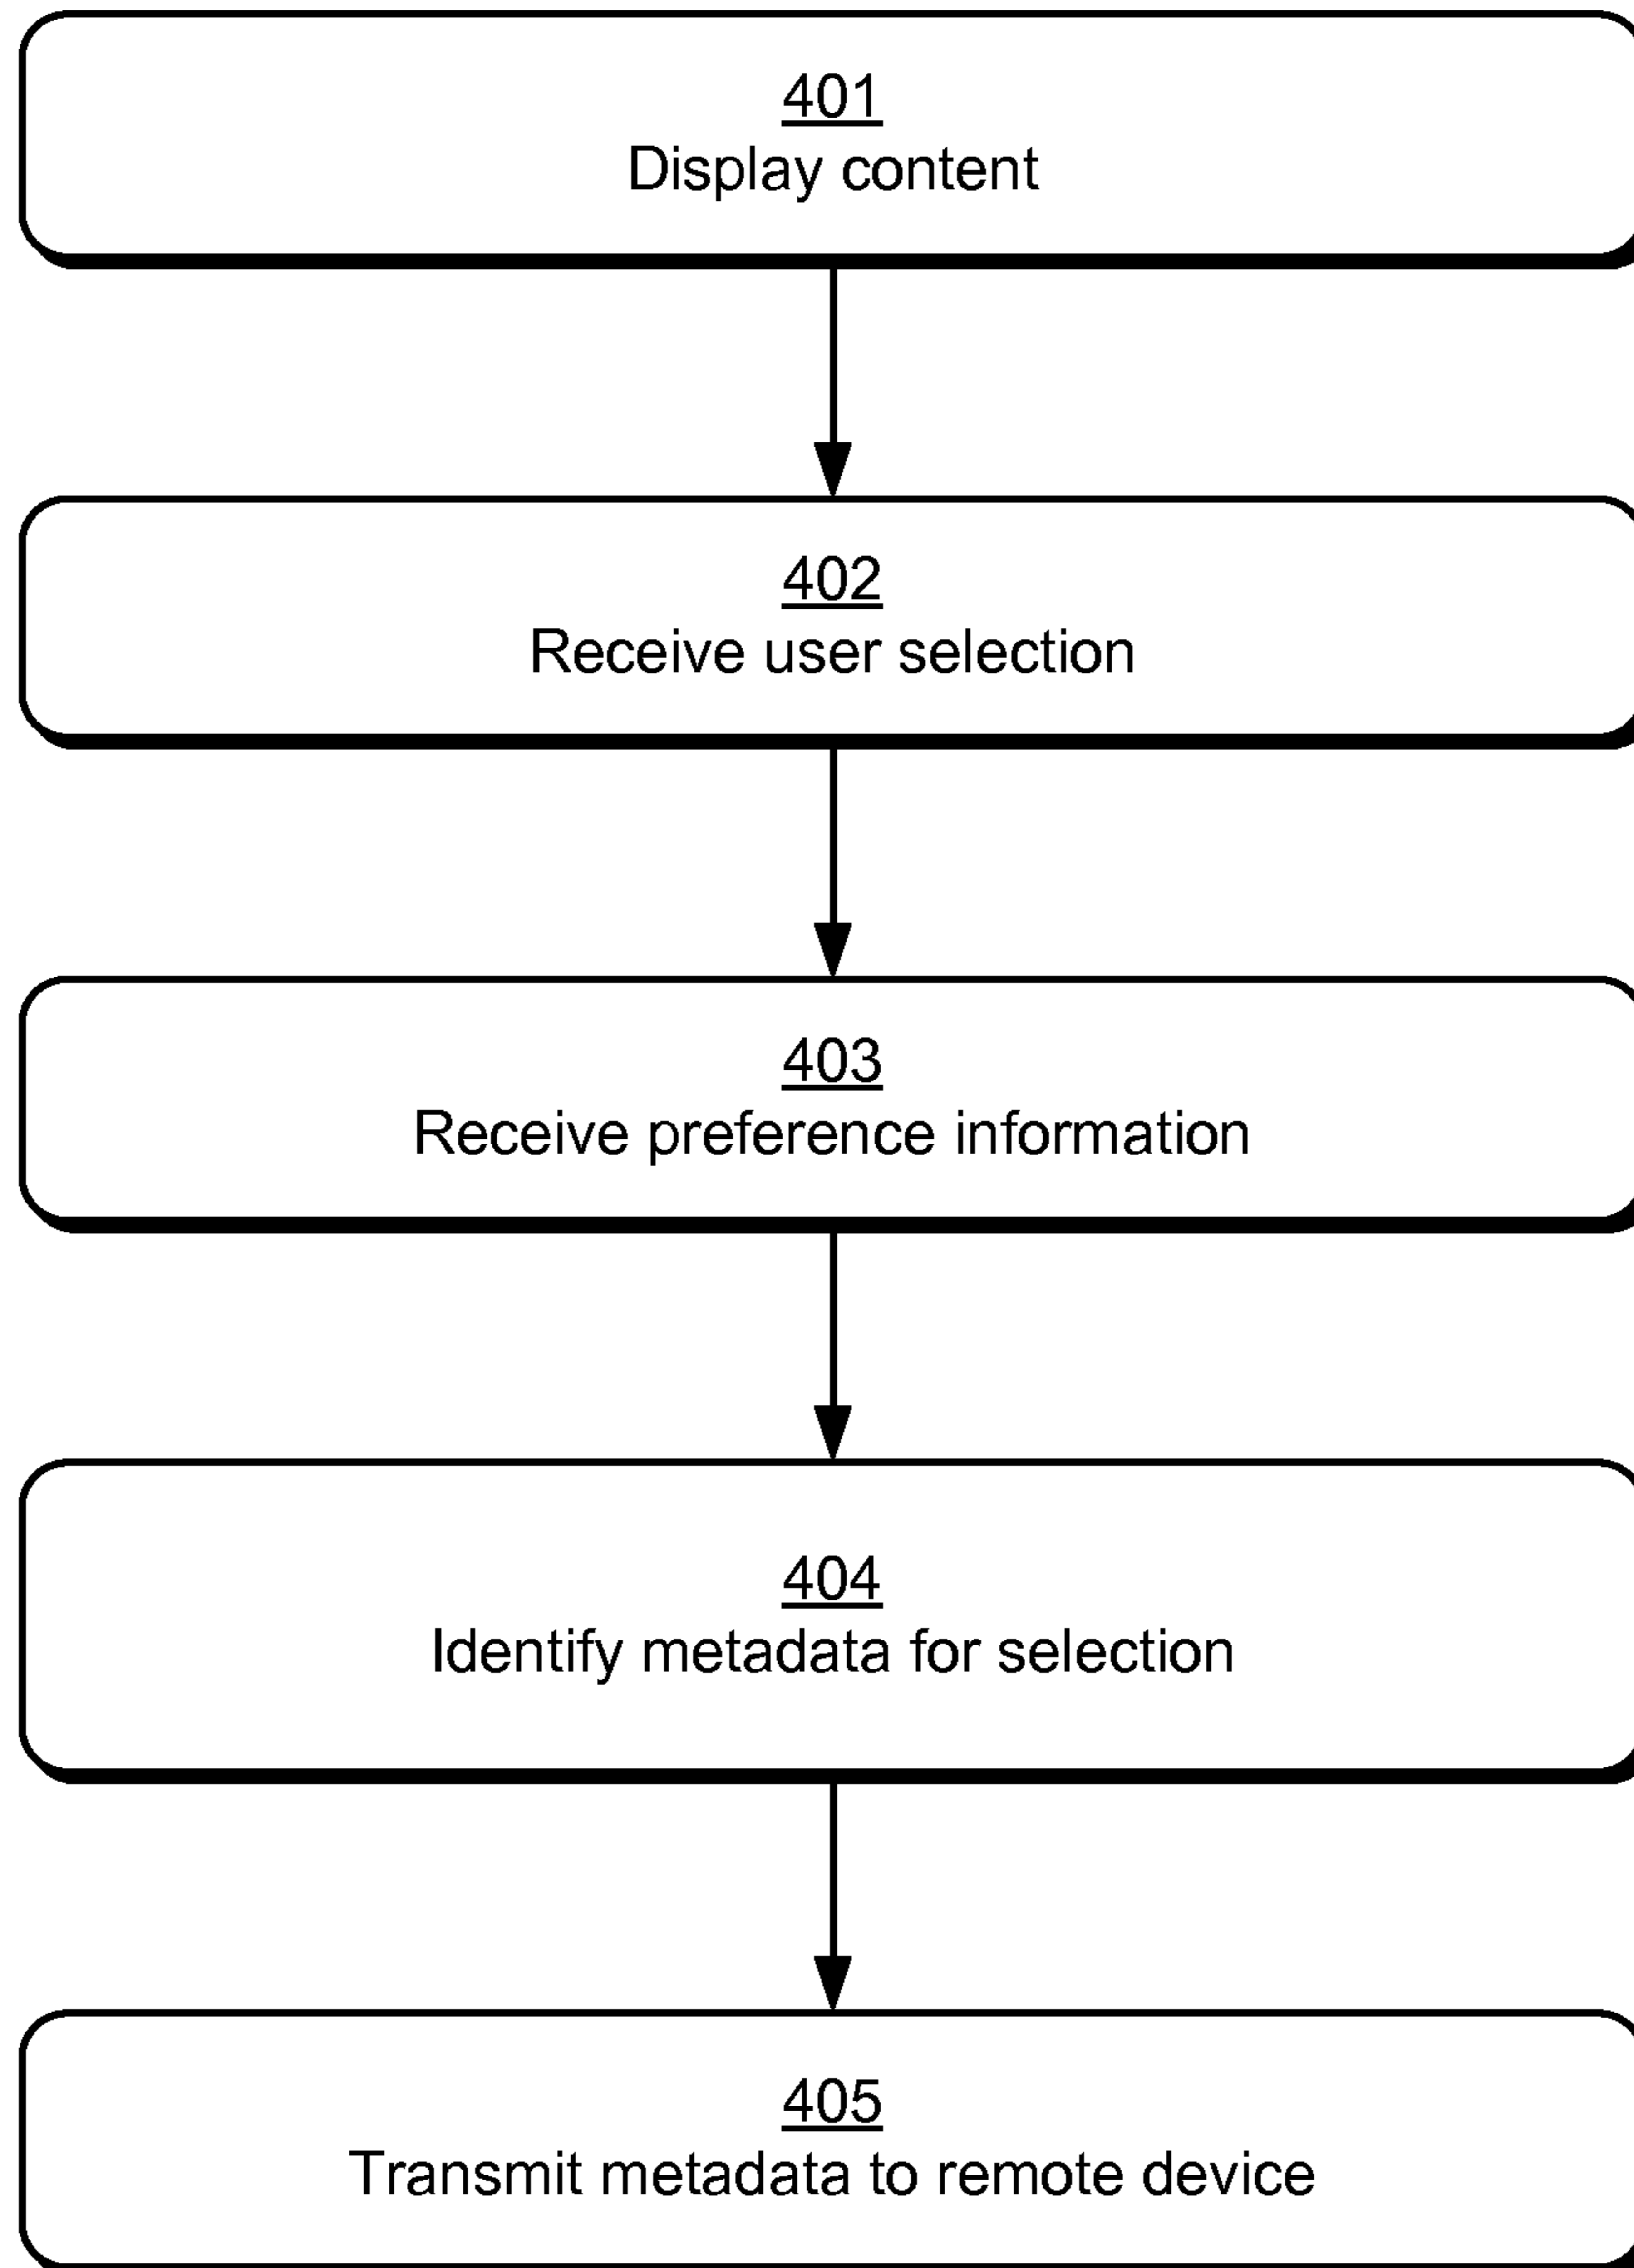 401
Display content
402
Receive user selection
403
Receive preference information
404
Identify metadata for selection
405
Transmit metadata to remote device